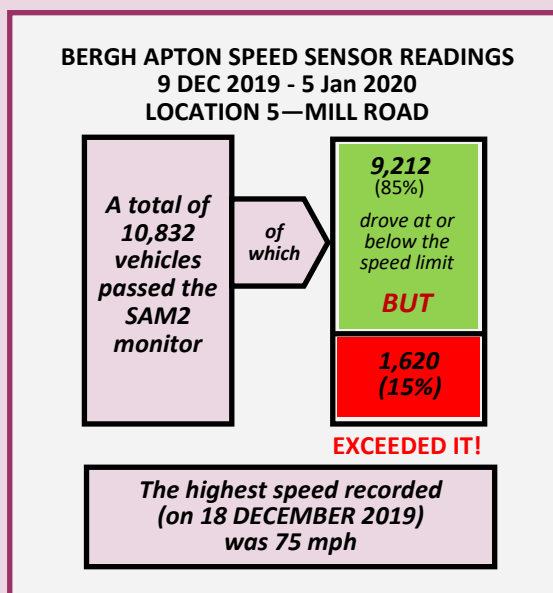 BERGH APTON SPEED SENSOR READINGS
9 DEC 2019 - 5 Jan 2020
LOCATION 5—MILL ROAD
A total of
10,832
vehicles
passed the
SAM2
monitor
of
which
9,212
(85%)
drove at or
below the
speed limit
BUT
1,620
(15%)
EXCEEDED IT!
The highest speed recorded
(on 18 DECEMBER 2019)
was 75 mph